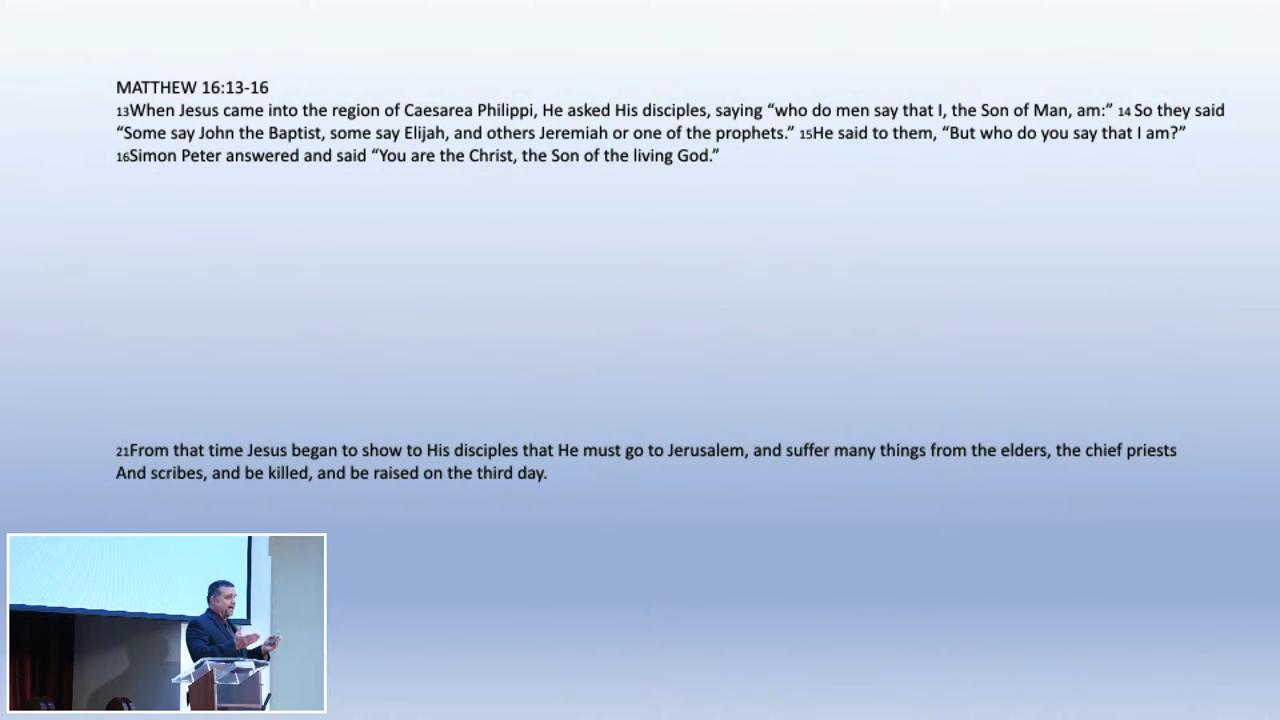 MATTHEW 16:13-16
13When Jesus came into the region of Caesarea Philippi, He asked His disciples, saying “who do men say that I, the Son of Man, am:” 14 So they said
“Some say John the Baptist, some say Elijah, and others Jeremiah or one of the prophets.” 15He said to them, “But who do you say that I am?”
16Simon Peter answered and said “You are the Christ, the Son of the living God.”
21From that time Jesus began to show to His disciples that He must go to Jerusalem, and suffer many things from the elders, the chief priests
And scribes, and be killed, and be raised on the third day.